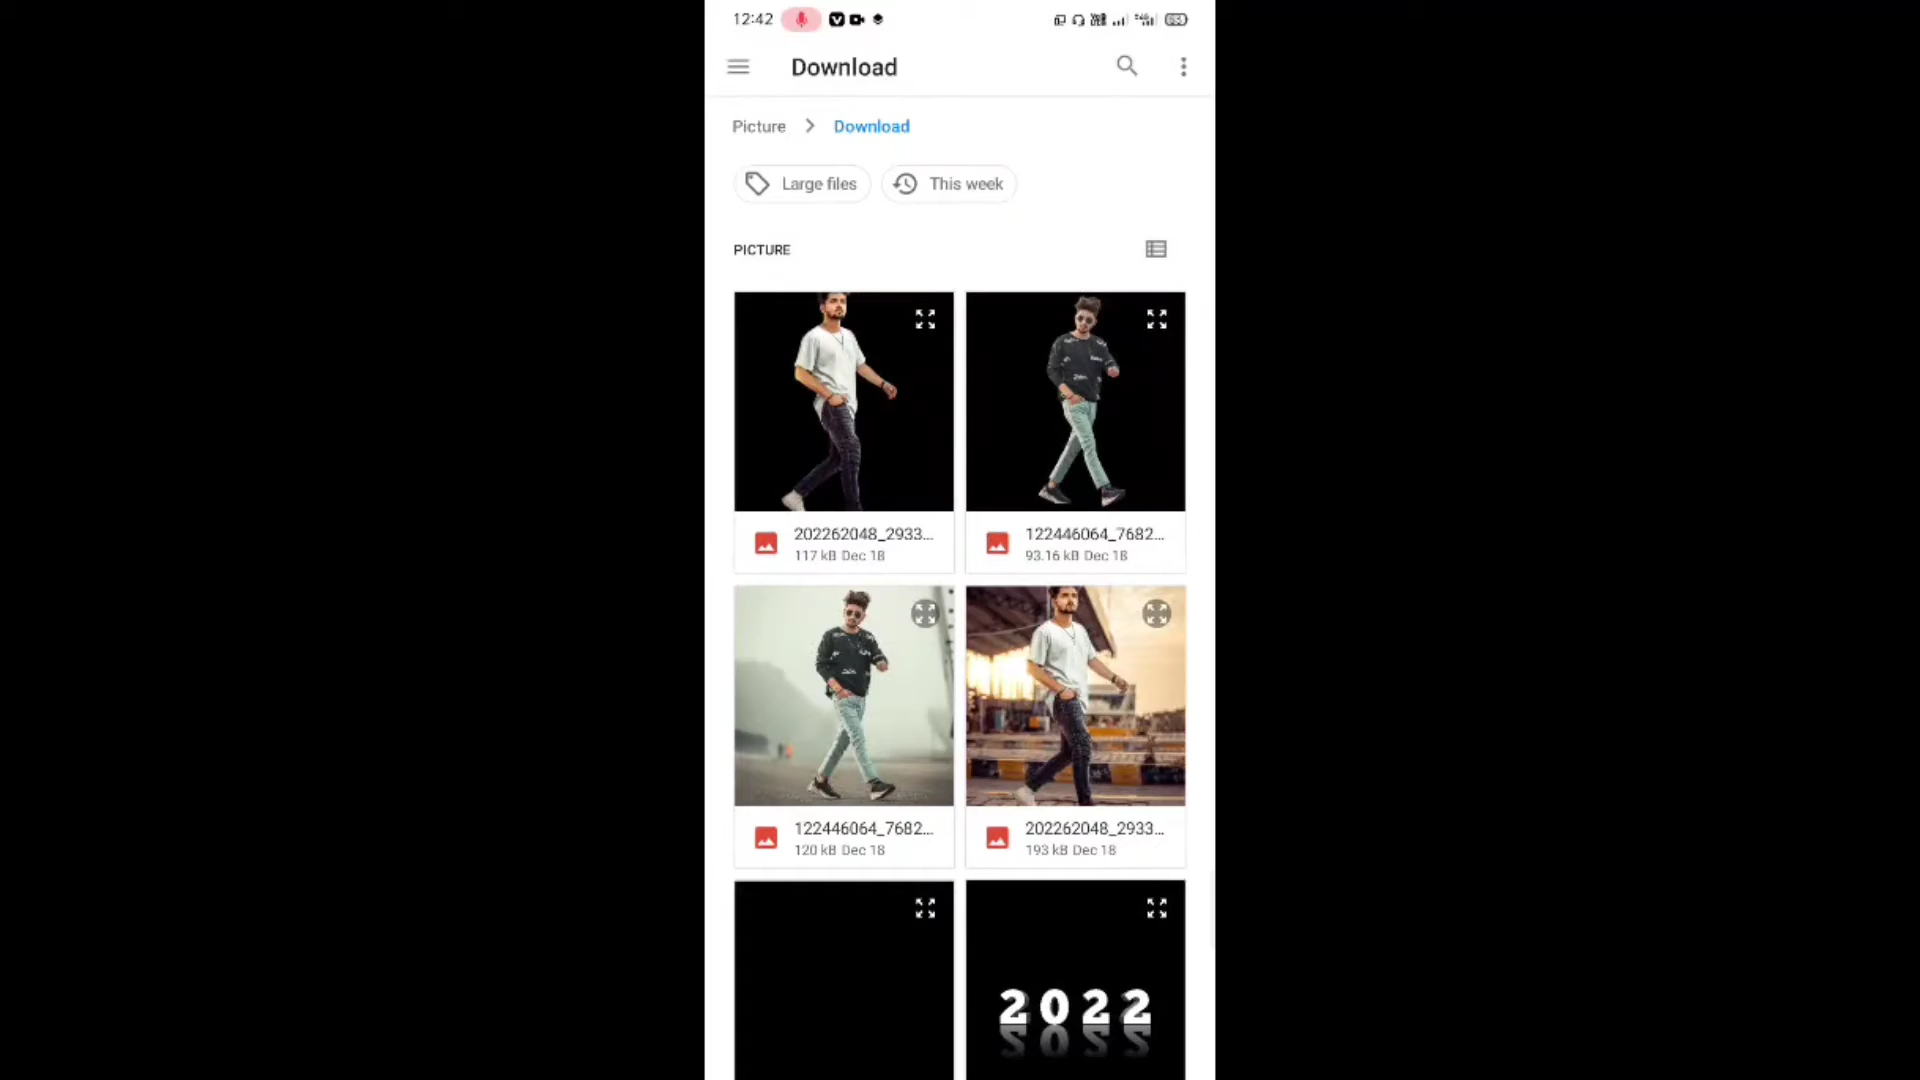 12:42
Download
Picture > Download
Large files
This week
PICTURE
202262048_2933...
117 kB Dec 18
122446064_7682...
93.16 kB Dec 18
122446064_7682...
120 kB Dec 18
202262048_2933...
193 kB Dec 18
2022